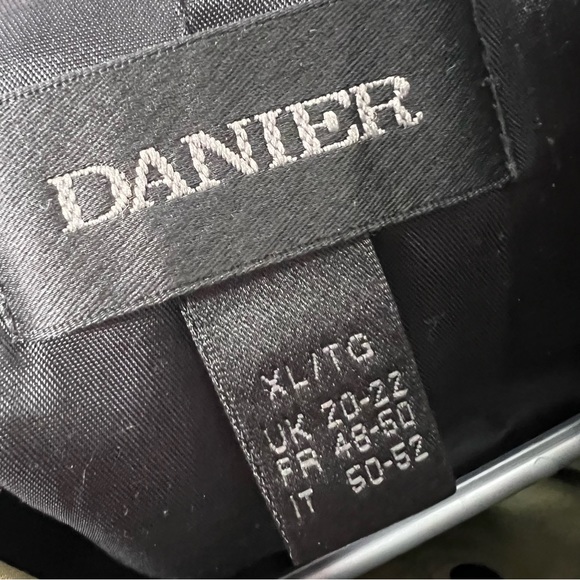 DANIER
XL/TG
UK 20-22
FR 48-50
IT 50-52